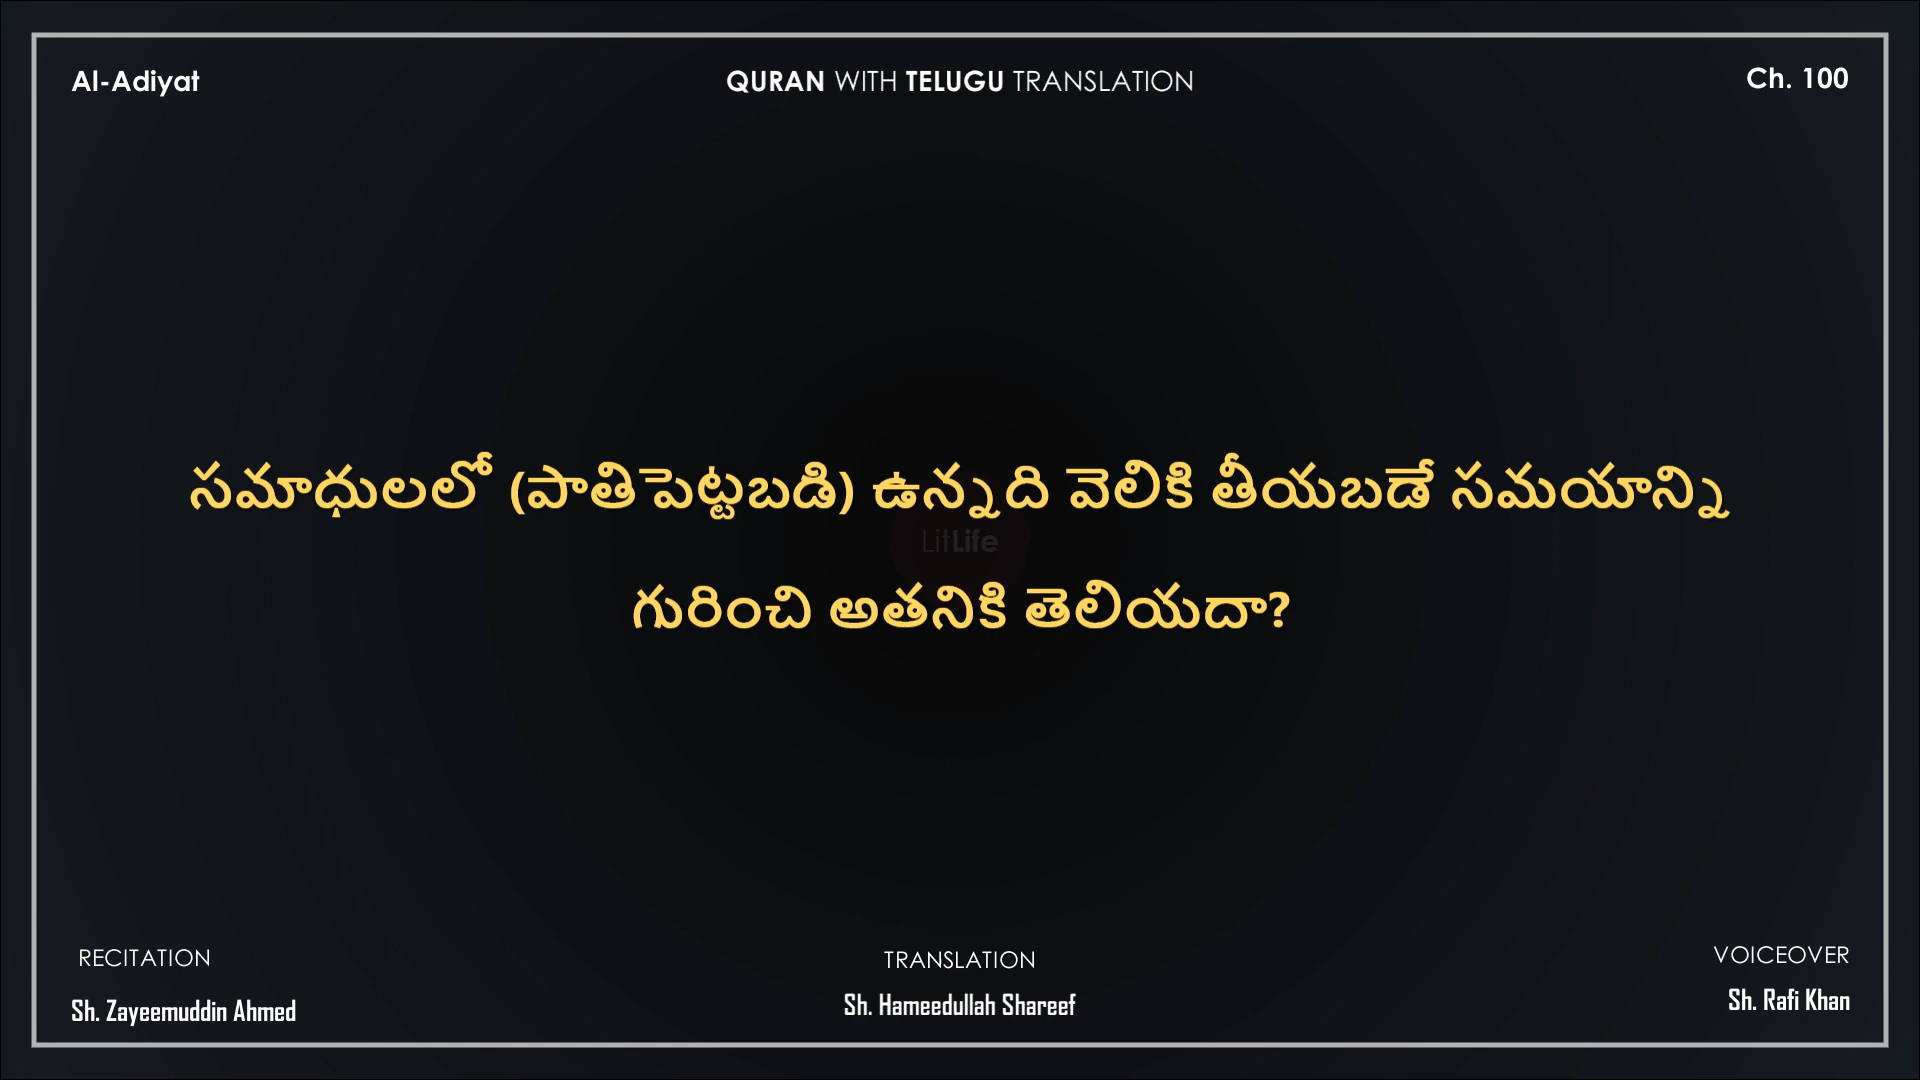 Al-Adiyat
QURAN WITH TELUGU TRANSLATION
Ch. 100
సమాధులలో (పాతిపెట్టబడి) ఉన్నది వెలికి తీయబడే సమయాన్ని
LitLife
గురించి అతనికి తెలియదా?
RECITATION
Sh. Zayeemuddin Ahmed
TRANSLATION
Sh. Hameedullah Shareef
VOICEOVER
Sh. Rafi Khan